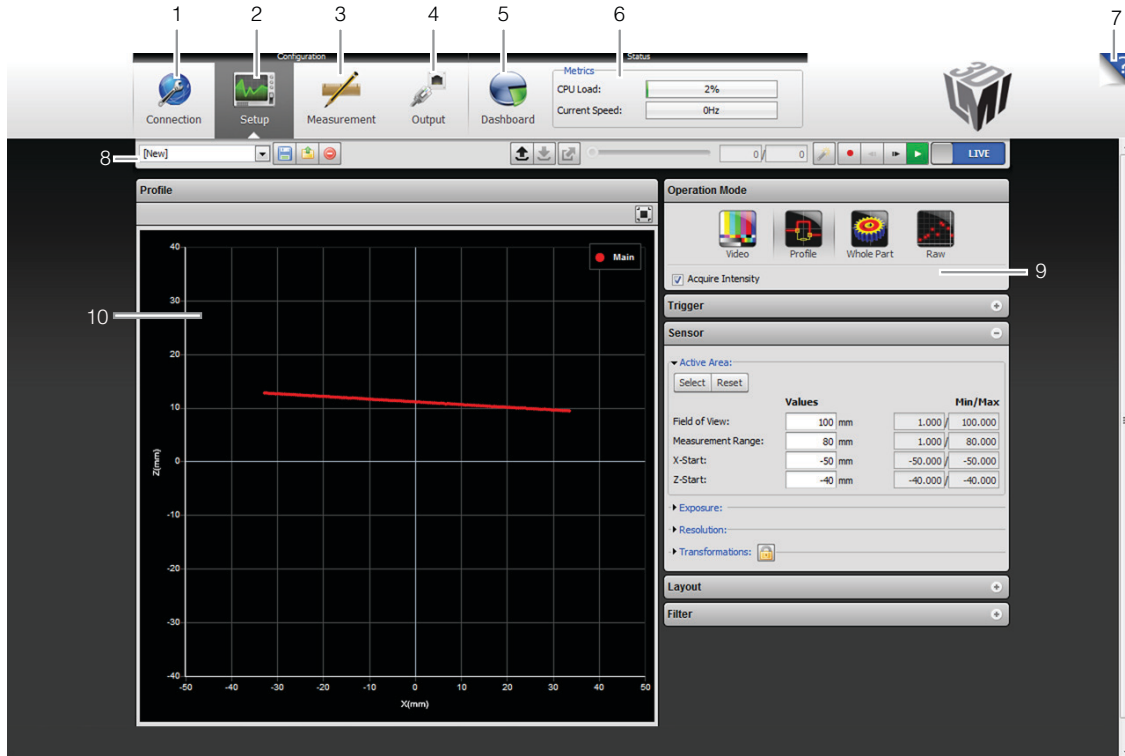 1 2 3 4 5 6 7
Configuration Status
Connection Setup Measurement Output Dashboard
Metrics
CPU Load: 2%
Current Speed: 0Hz
3D
LMI
?
8 [New] 0/ 0 LIVE
Profile
Main
40
30
20
10
0
-10
-20
-30
-40
Z(mm)
-50 -40 -30 -20 -10 0 10 20 30 40 50
X(mm)
10
Operation Mode
Video Profile Whole Part Raw
9
Acquire Intensity
Trigger
Sensor
Active Area:
Select Reset
Values Min/Max
Field of View: 100 mm 1.000/ 100.000
Measurement Range: 80 mm 1.000/ 80.000
X-Start: -50 mm -50.000/ -50.000
Z-Start: -40 mm -40.000/ -40.000
Exposure:
Resolution:
Transformations:
Layout
Filter